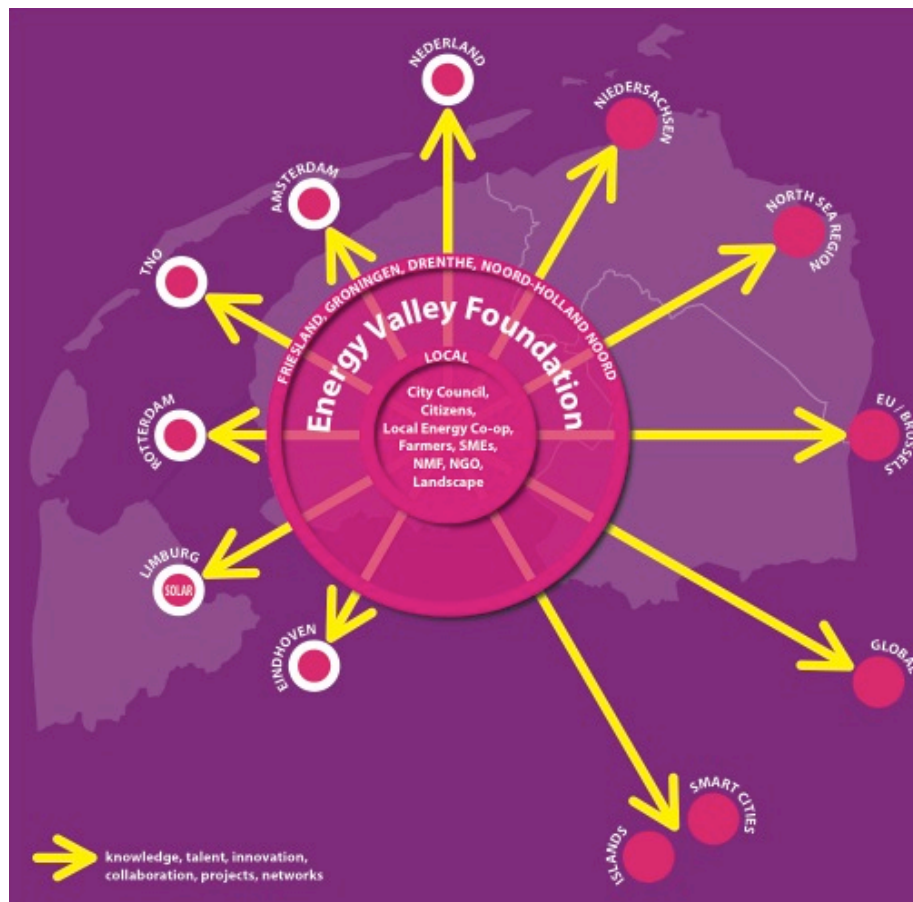 NEDERLAND
NIEDERSACHSEN
AMSTERDAM
NORTH SEA
REGION
TNO
FRIESLAND, GRONINGEN, DRENTHE, NOORD-HOLLAND NOORD
Energy Valley Foundation
LOCAL
City Council,
Citizens,
Local Energy Co-op,
Farmers, SMEs,
NMF, NGO,
Landscape
ROTTERDAM
EU / BRUSSELS
LIMBURG
SOLAR
EINDHOVEN
GLOBAL
SMART CITIES
ISLANDS
knowledge, talent, innovation,
collaboration, projects, networks